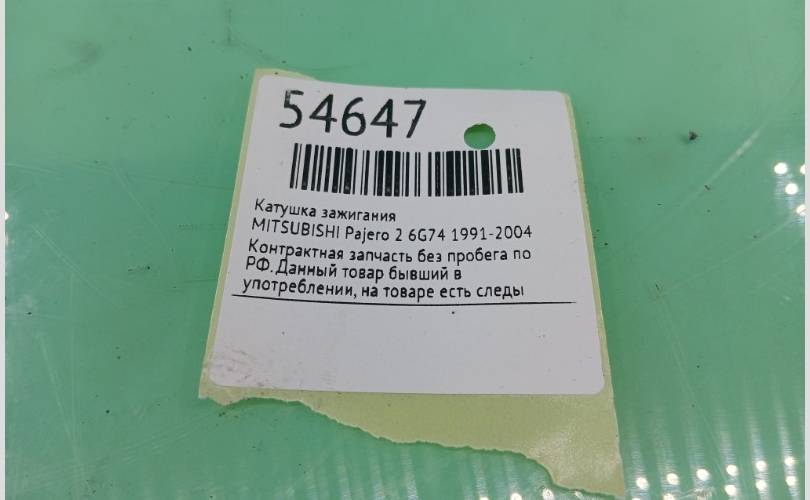 54647
Катушка зажигания
MITSUBISHI Pajero 2 6G74 1991-2004
Контрактная запчасть без пробега по
РФ. Данный товар бывший в
употреблении, на товаре есть следы